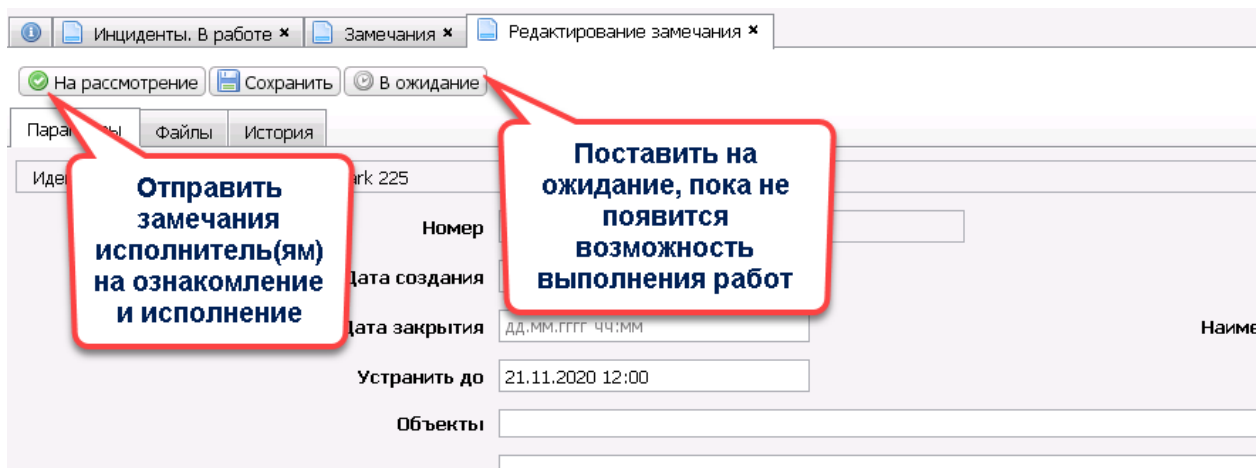 Инциденты. В работе × Замечания × Редактирование замечания ×
На рассмотрение Сохранить В ожидание
Файлы История
225
Отправить
замечания
исполнитель(ям)
на ознакомление
и исполнение
Поставить на
ожидание, пока не
появится
возможность
выполнения работ
Номер
Дата создания
Дата закрытия дд.мм.гггг чч:мм
Устранить до 21.11.2020 12:00
Объекты